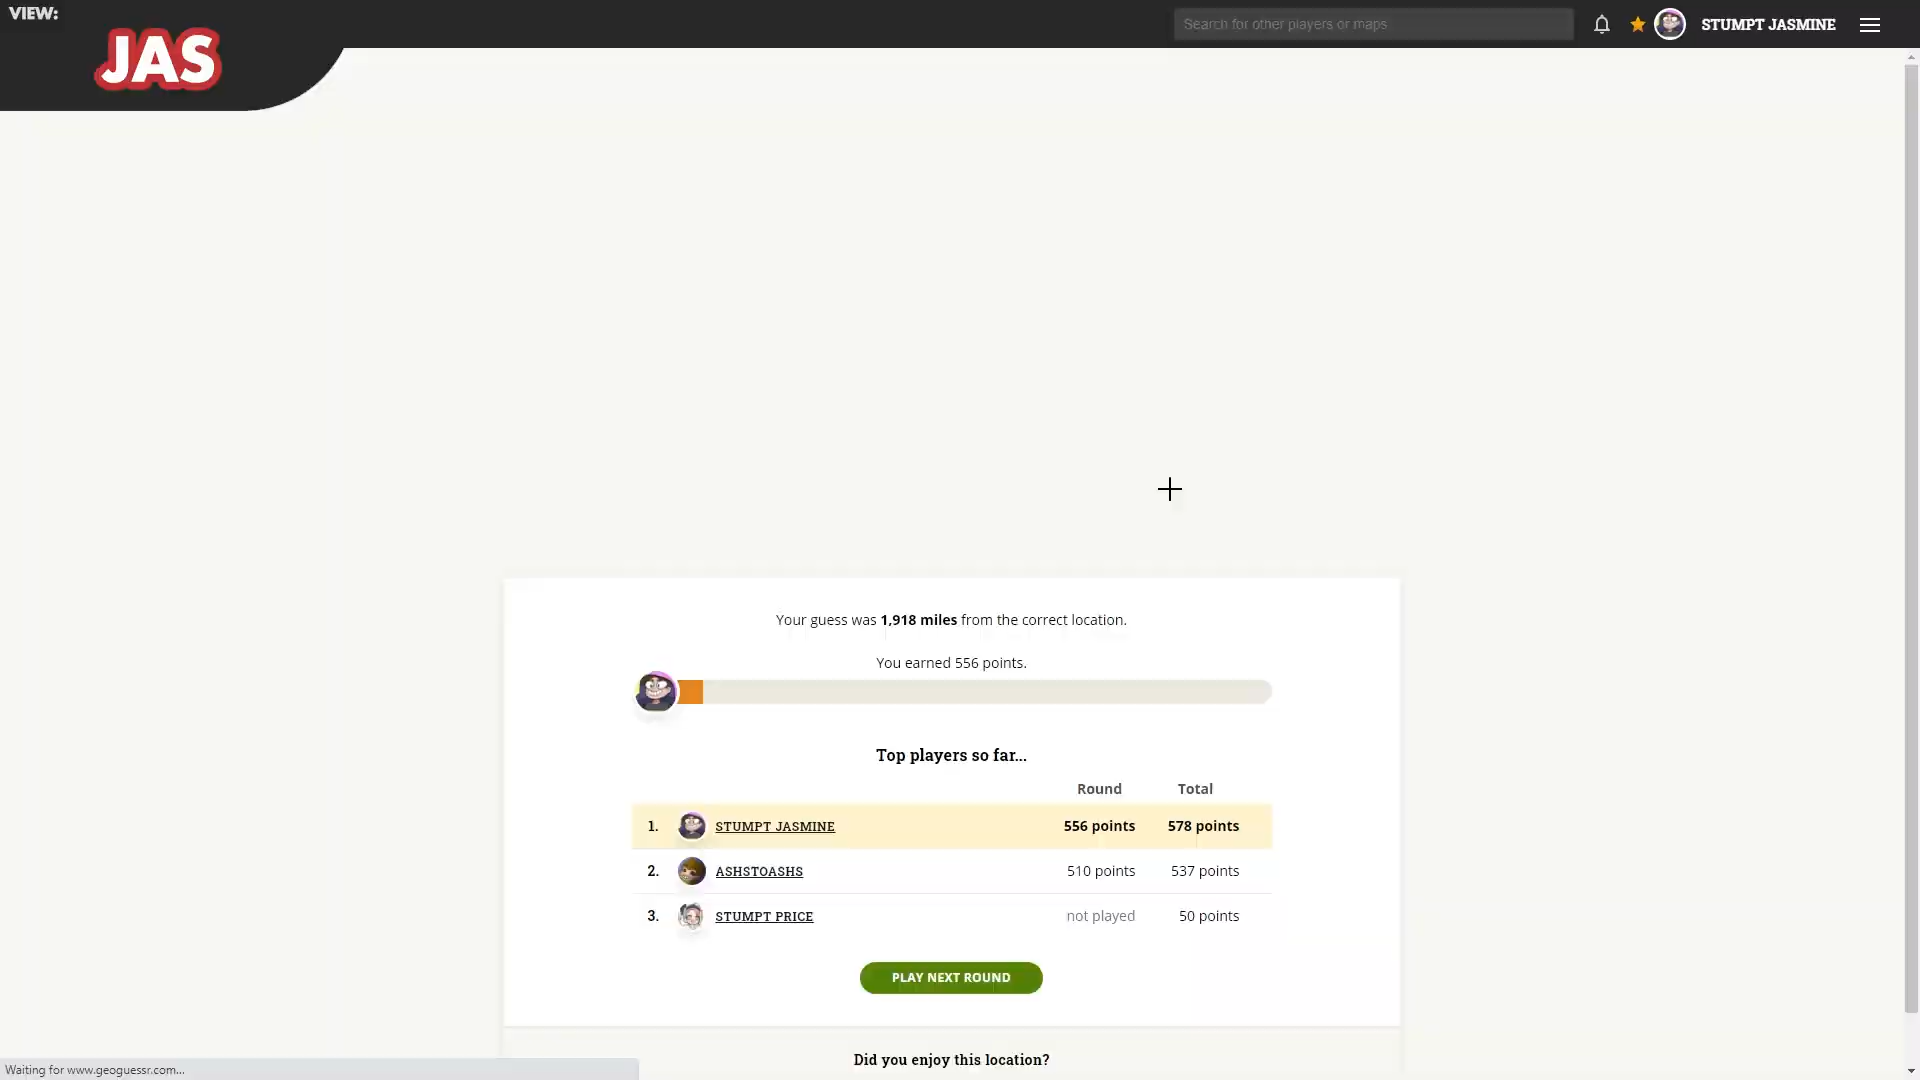 VIEW:
JAS
Search for other players or maps
STUMPT JASMINE
Your guess was 1,918 miles from the correct location.
You earned 556 points.
Top players so far...
Round Total
1. STUMPT JASMINE 556 points 578 points
2. ASHSTOASHS 510 points 537 points
3. STUMPT PRICE not played 50 points
PLAY NEXT ROUND
Did you enjoy this location?
Waiting for www.geoguessr.com...